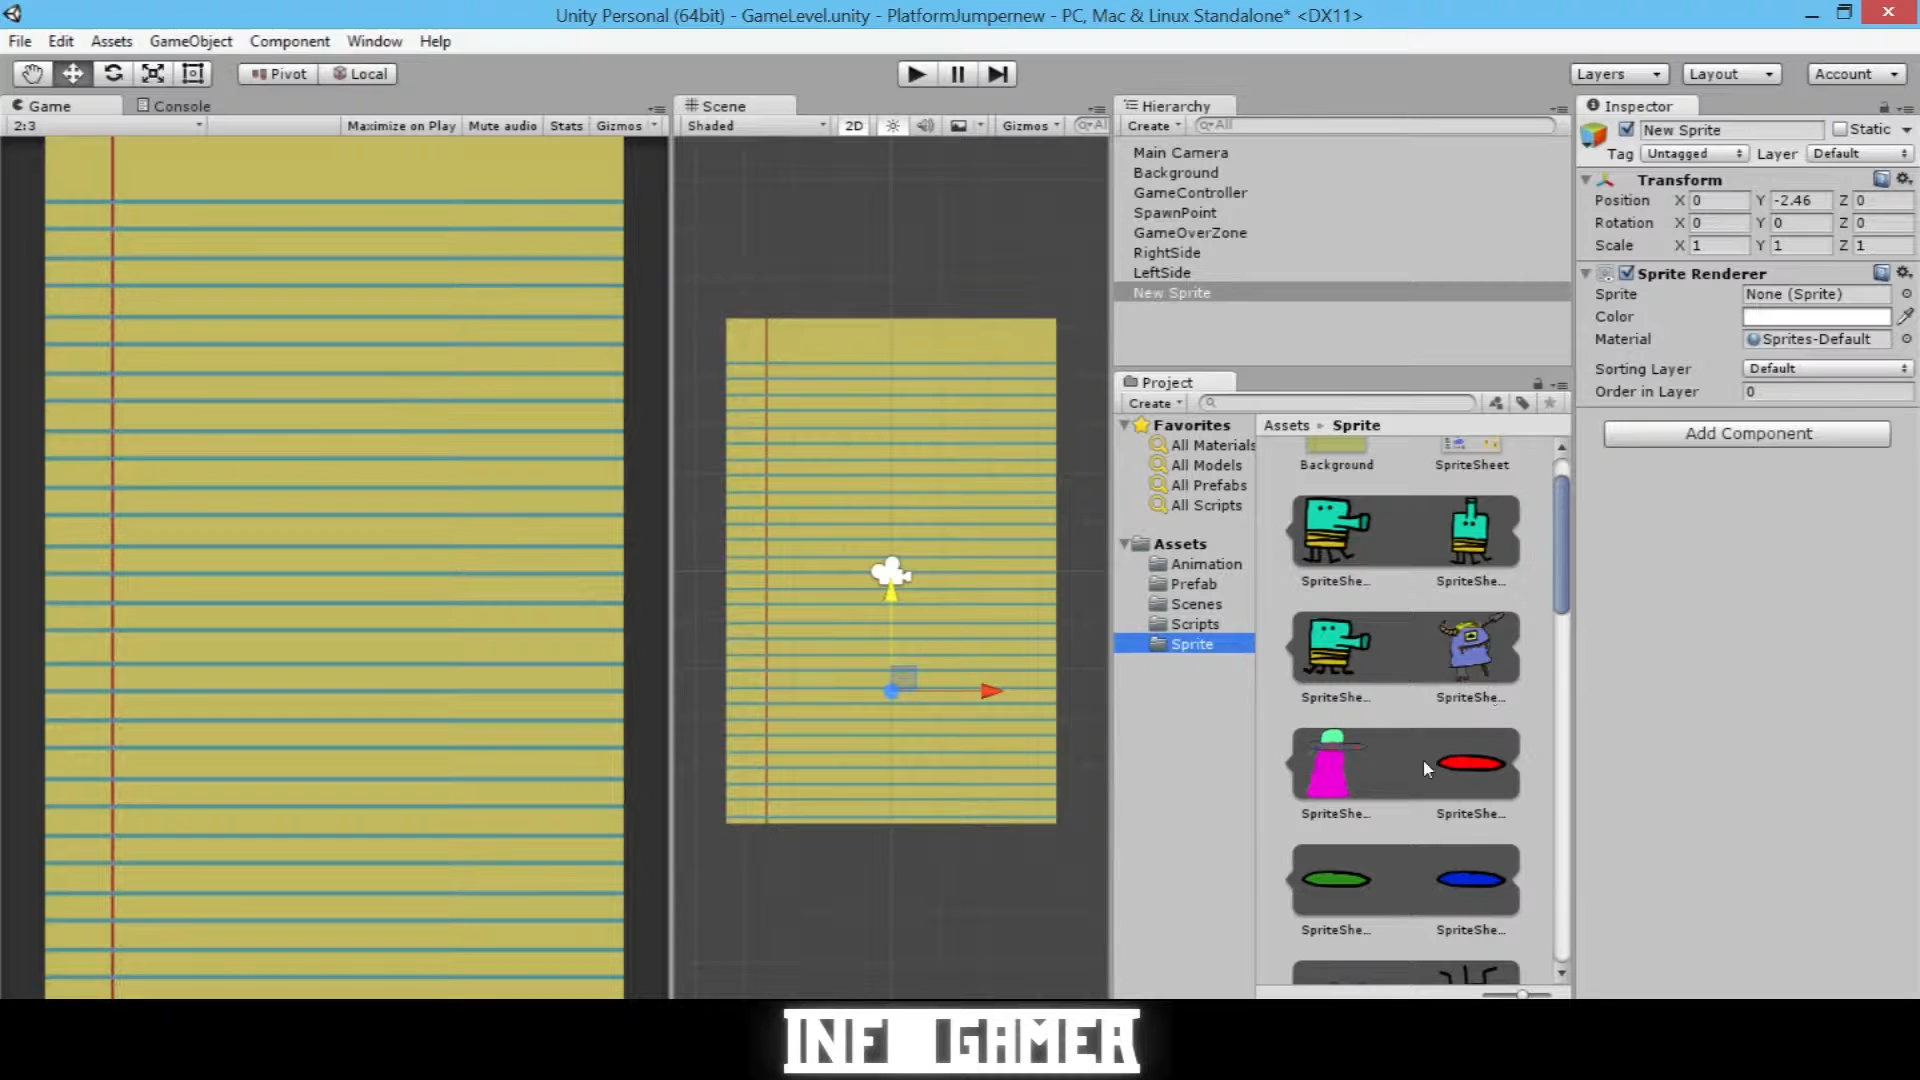 Unity Personal (64bit) - GameLevel.unity - PlatformJumpernew - PC, Mac & Linux Standalone* <DX11>
File Edit Assets GameObject Component Window Help
Pivot Local Layers Layout Account
Game Console
2:3 Maximize on Play Mute audio Stats Gizmos
Scene
Shaded 2D Gizmos All
Hierarchy
Create All
Main Camera
Background
GameController
SpawnPoint
GameOverZone
RightSide
LeftSide
New Sprite
Project
Create
Favorites
All Materials
All Models
All Prefabs
All Scripts
Assets
Animation
Prefab
Scenes
Scripts
Sprite
Assets Sprite
Background SpriteSheet
SpriteShe... SpriteShe...
SpriteShe... SpriteShe...
SpriteShe... SpriteShe...
SpriteShe... SpriteShe...
Inspector
New Sprite Static
Tag Untagged Layer Default
Transform
Position X 0 Y -2.46 Z 0
Rotation X 0 Y 0 Z 0
Scale X 1 Y 1 Z 1
Sprite Renderer
Sprite None (Sprite)
Color
Material Sprites-Default
Sorting Layer Default
Order in Layer 0
Add Component
INF GAMER